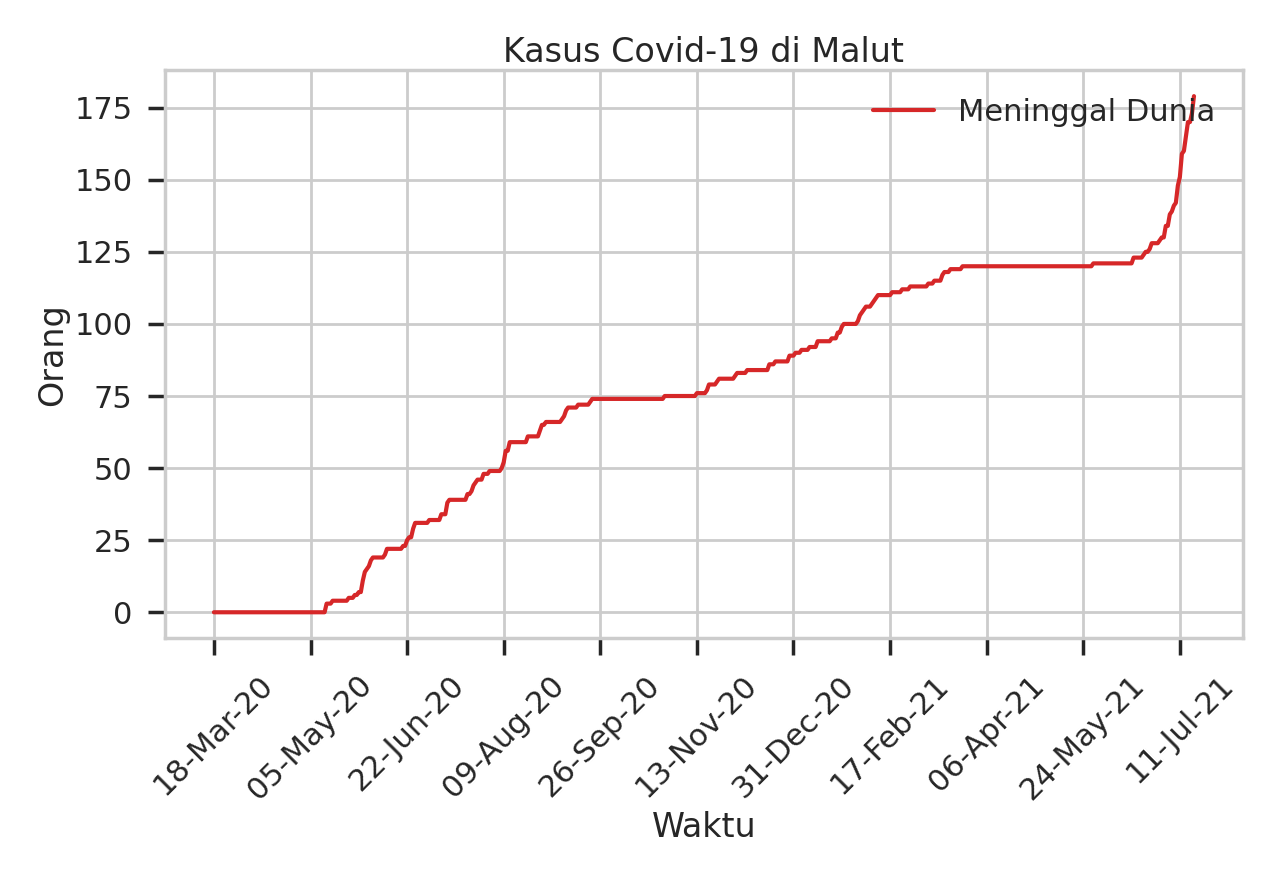 Kasus Covid-19 di Malut
Meninggal Dunia
Orang
175
150
125
100
75
50
25
0
18-Mar-20
05-May-20
22-Jun-20
09-Aug-20
26-Sep-20
13-Nov-20
31-Dec-20
17-Feb-21
06-Apr-21
24-May-21
11-Jul-21
Waktu